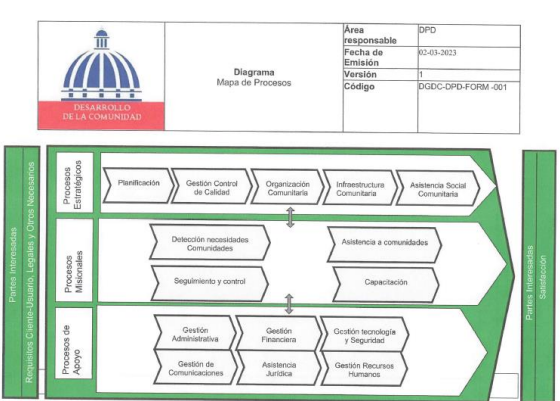 DESARROLLO
DE LA COMUNIDAD
Diagrama
Mapa de Procesos
Área
responsable
DPD
Fecha de
Emisión
02-03-2023
Versión
1
Código
DGDC-DPD-FORM -001
Partes Interesadas
Requisitos Cliente-Usuario, Legales y Otros Necesarios
Procesos
Estratégicos
Planificación
Gestión Control
de Calidad
Organización
Comunitaria
Infraestructura
Comunitaria
Asistencia Social
Comunitaria
Procesos
Misionales
Detección necesidades
Comunidades
Asistencia a comunidades
Seguimiento y control
Capacitación
Procesos de
Apoyo
Gestión
Administrativa
Gestión
Financiera
Gestión tecnología
y Seguridad
Gestión de
Comunicaciones
Asistencia
Jurídica
Gestión Recursos
Humanos
Partes Interesadas
Satisfacción